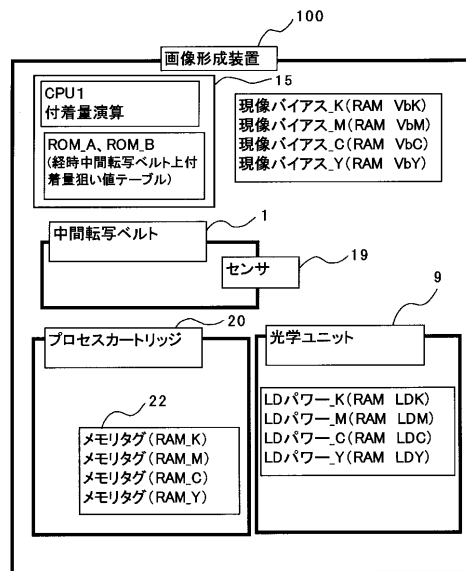 100
画像形成装置
15
CPU1
付着量演算
ROM_A、ROM_B
(経時中間転写ベルト上付
着量狙い値テーブル)
現像バイアス_K(RAM VbK)
現像バイアス_M(RAM VbM)
現像バイアス_C(RAM VbC)
現像バイアス_Y(RAM VbY)
1
中間転写ベルト
センサ
19
20
プロセスカートリッジ
22
メモリタグ(RAM_K)
メモリタグ(RAM_M)
メモリタグ(RAM_C)
メモリタグ(RAM_Y)
9
光学ユニット
LDパワー_K(RAM LDK)
LDパワー_M(RAM LDM)
LDパワー_C(RAM LDC)
LDパワー_Y(RAM LDY)